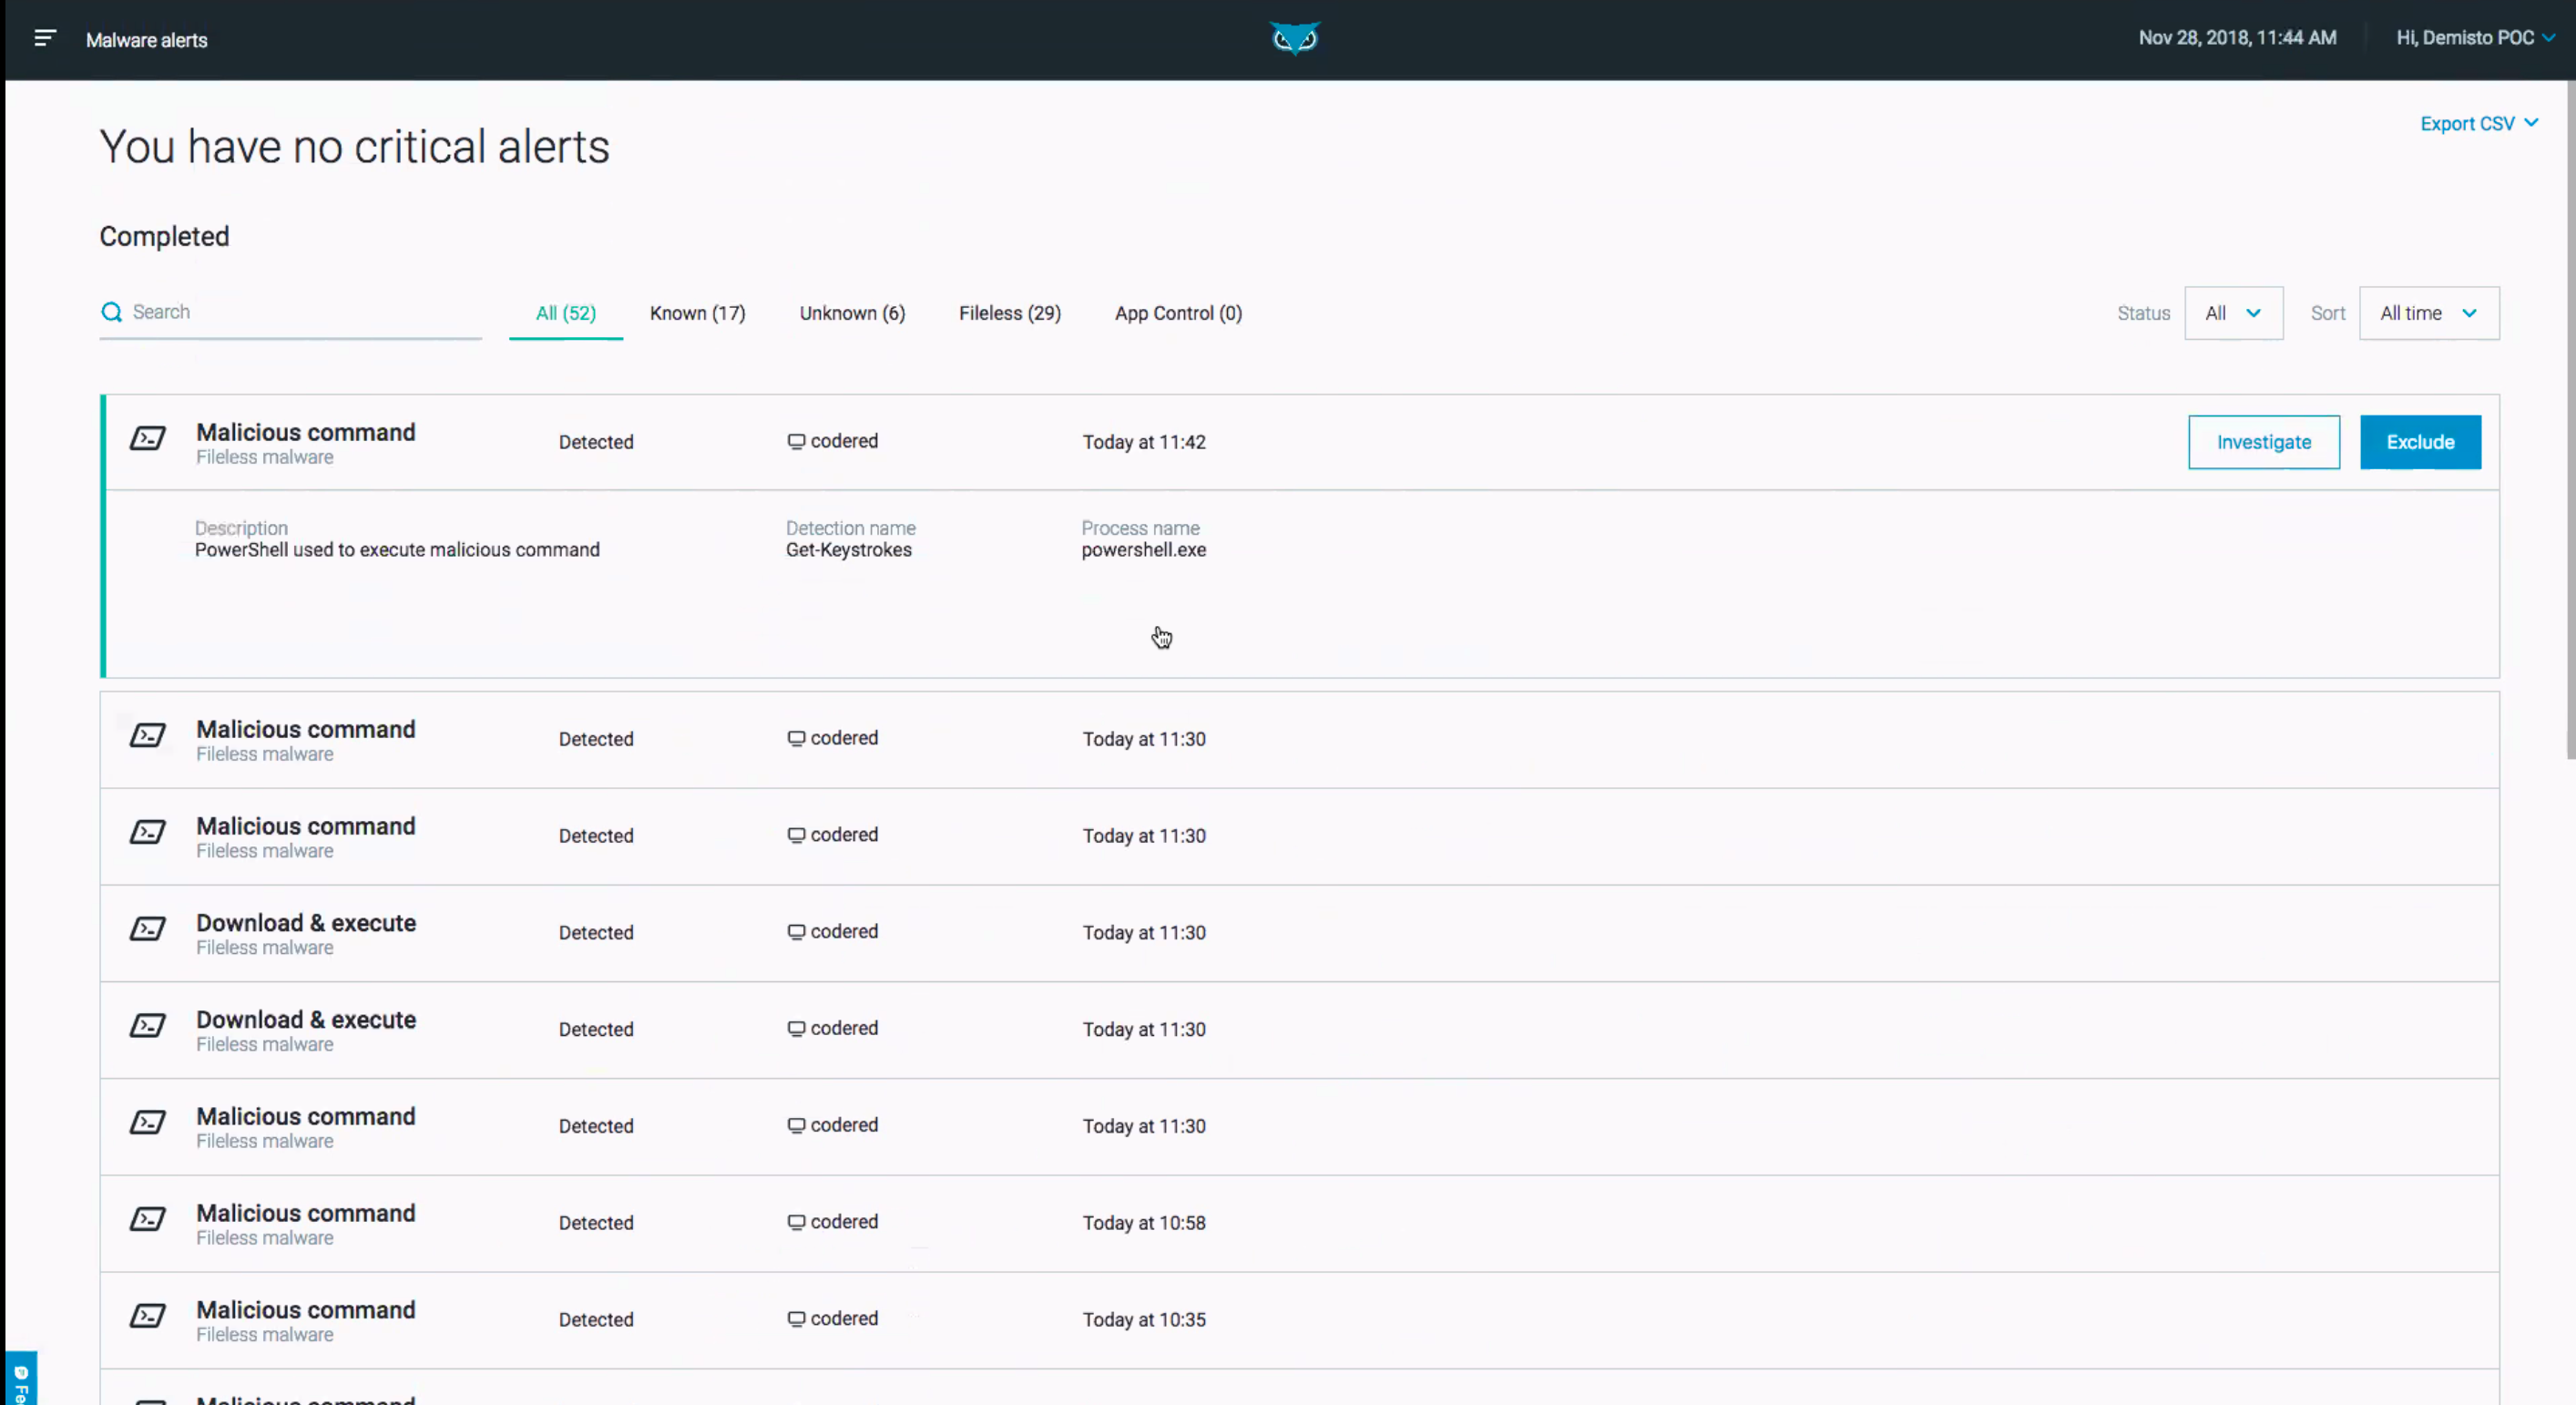 Malware alerts
Nov 28, 2018, 11:44 AM
Hi, Demisto POC
Export CSV
You have no critical alerts
Completed
Search
All (52)
Known (17)
Unknown (6)
Fileless (29)
App Control (0)
Status
All
Sort
All time
Malicious command
Fileless malware
Detected
codered
Today at 11:42
Investigate
Exclude
Description
PowerShell used to execute malicious command
Detection name
Get-Keystrokes
Process name
powershell.exe
Malicious command
Fileless malware
Detected
codered
Today at 11:30
Malicious command
Fileless malware
Detected
codered
Today at 11:30
Download & execute
Fileless malware
Detected
codered
Today at 11:30
Download & execute
Fileless malware
Detected
codered
Today at 11:30
Malicious command
Fileless malware
Detected
codered
Today at 11:30
Malicious command
Fileless malware
Detected
codered
Today at 10:58
Malicious command
Fileless malware
Detected
codered
Today at 10:35
Malicious command